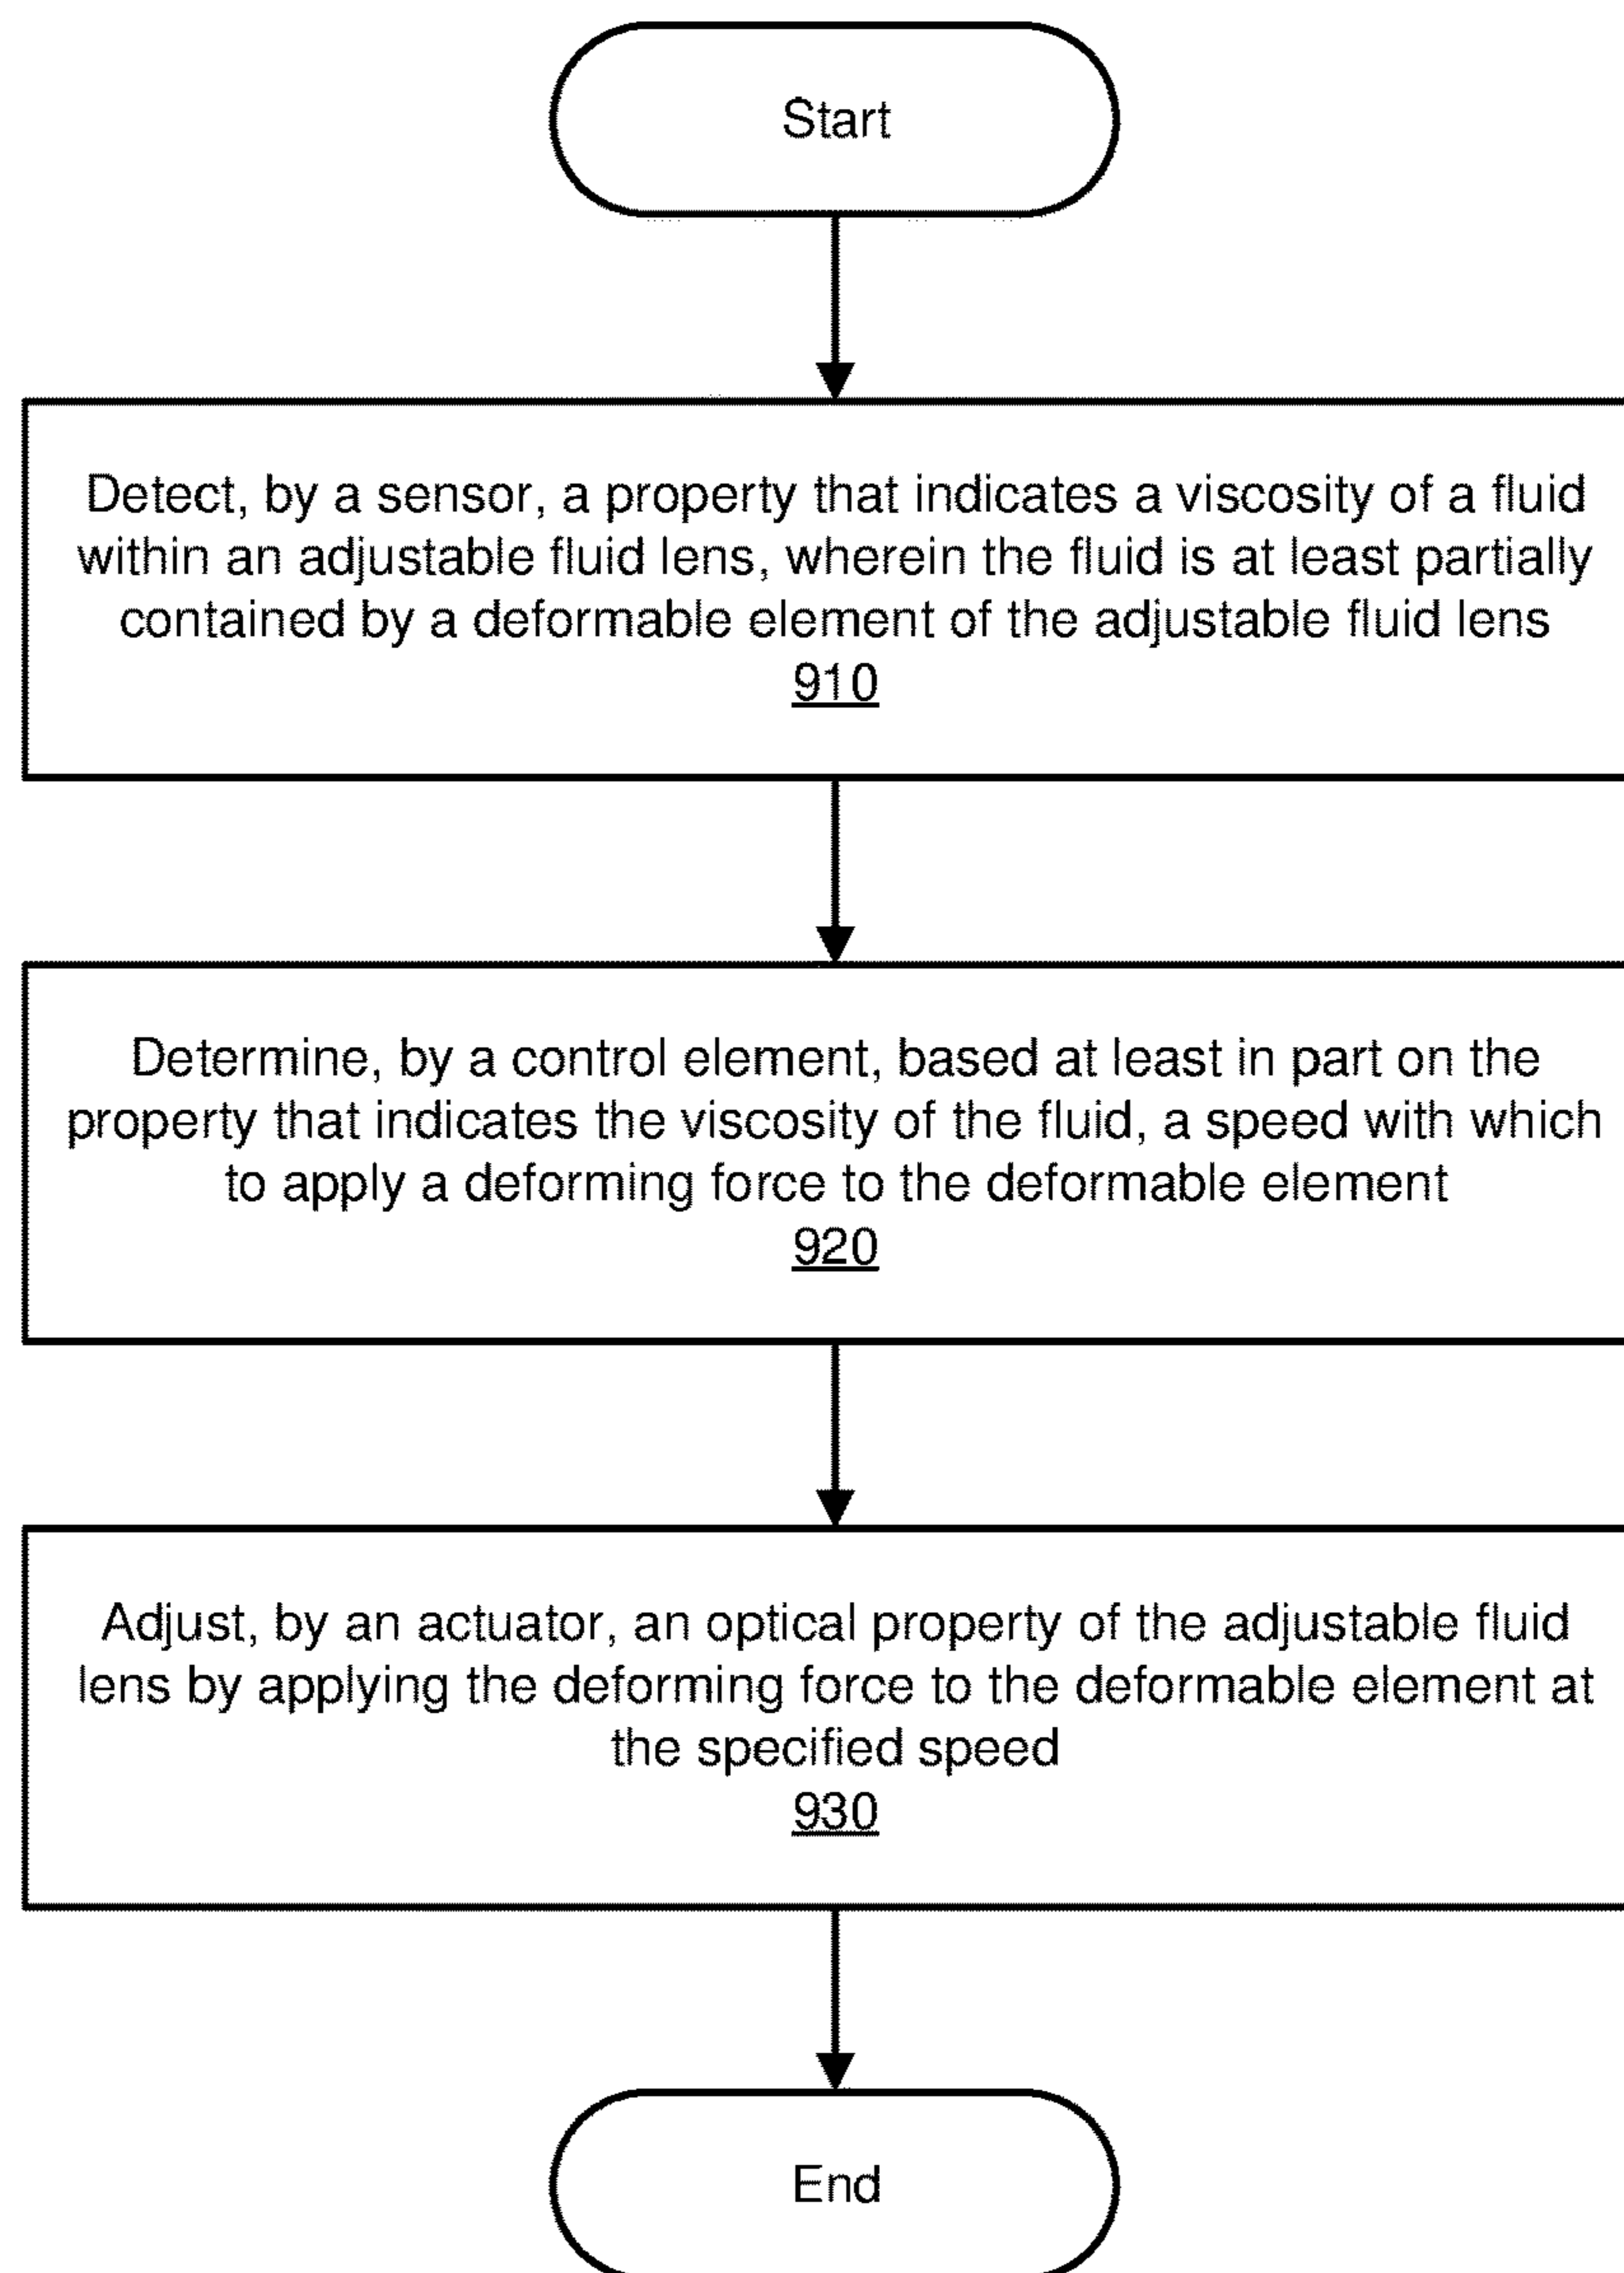 Start
Detect, by a sensor, a property that indicates a viscosity of a fluid
within an adjustable fluid lens, wherein the fluid is at least partially
contained by a deformable element of the adjustable fluid lens
910
Determine, by a control element, based at least in part on the
property that indicates the viscosity of the fluid, a speed with which
to apply a deforming force to the deformable element
920
Adjust, by an actuator, an optical property of the adjustable fluid
lens by applying the deforming force to the deformable element at
the specified speed
930
End